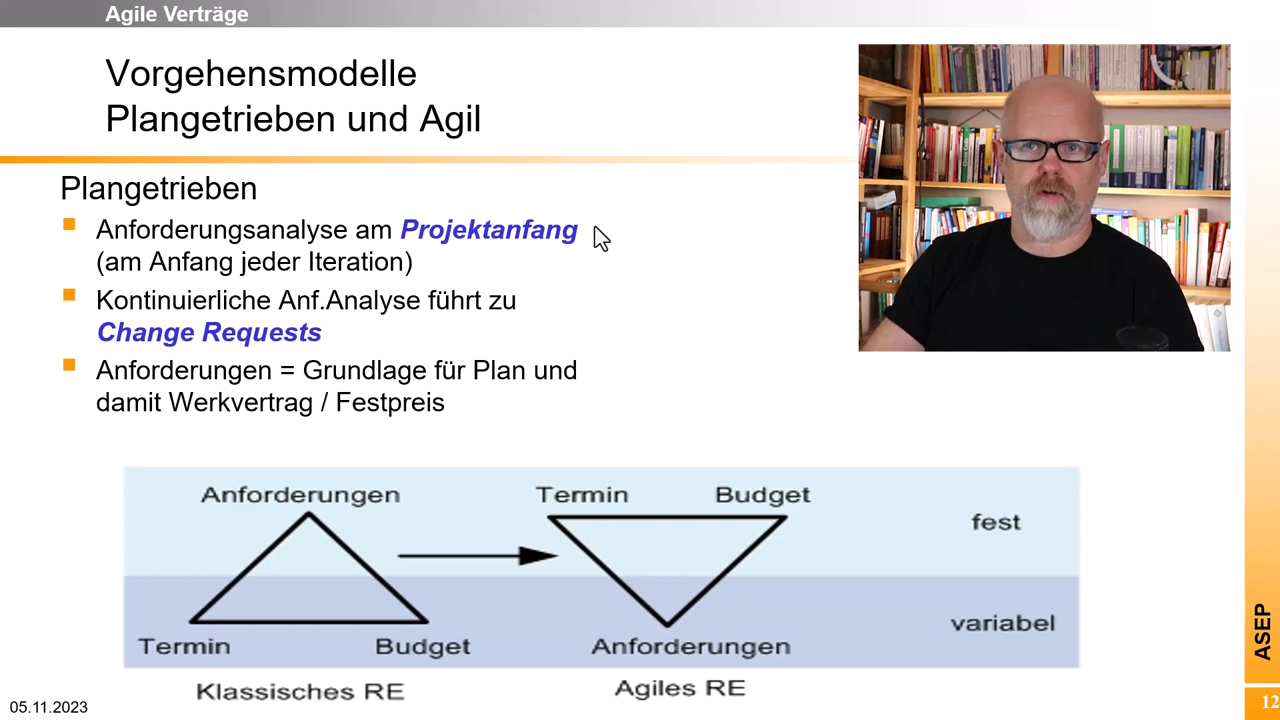 Agile Verträge
Vorgehensmodelle
Plangetrieben und Agil
Plangetrieben
Anforderungsanalyse am Projektanfang
(am Anfang jeder Iteration)
Kontinuierliche Anf.Analyse führt zu
Change Requests
Anforderungen = Grundlage für Plan und
damit Werkvertrag / Festpreis
Anforderungen
Termin
Budget
fest
variabel
Termin
Budget
Anforderungen
Klassisches RE
Agiles RE
ASEP
05.11.2023
12